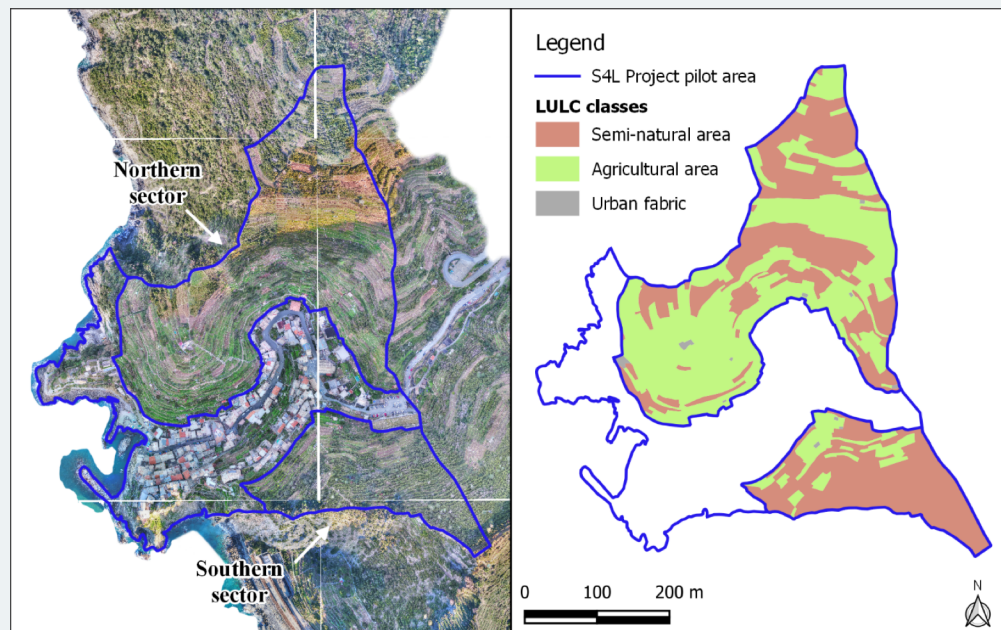 Northern
sector
Southern
sector
Legend
S4L Project pilot area
LULC classes
Semi-natural area
Agricultural area
Urban fabric
0 100 200 m
N